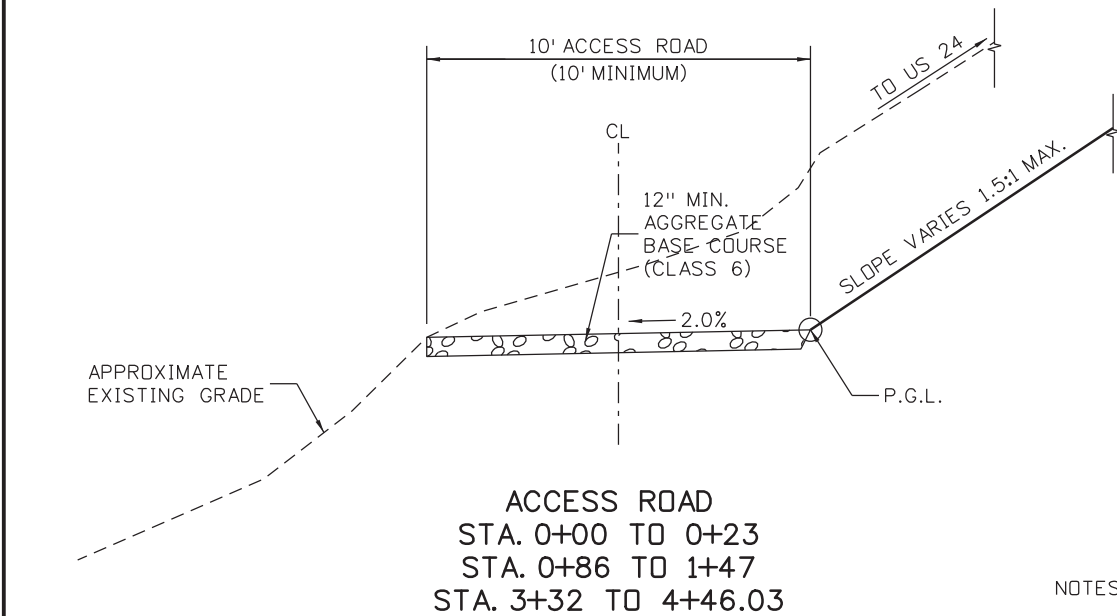 10' ACCESS ROAD
(10' MINIMUM)
TO US 24
CL
12" MIN.
AGGREGATE
BASE COURSE
(CLASS 6)
SLOPE VARIES 1.5:1 MAX.
2.0%
APPROXIMATE
EXISTING GRADE
P.G.L.
ACCESS ROAD
STA. 0+00 TO 0+23
STA. 0+86 TO 1+47
STA. 3+32 TO 4+46.03
NOTES